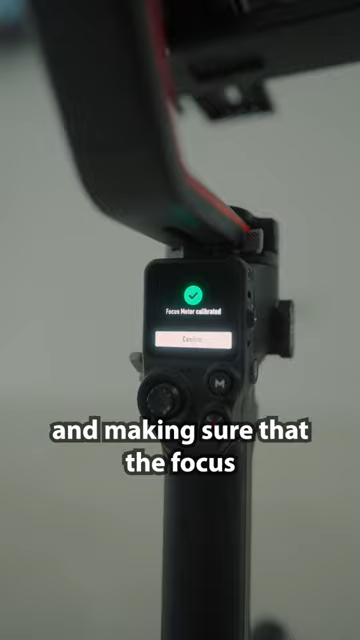 Focus Motor calibrated
Confirm
M
and making sure that
the focus